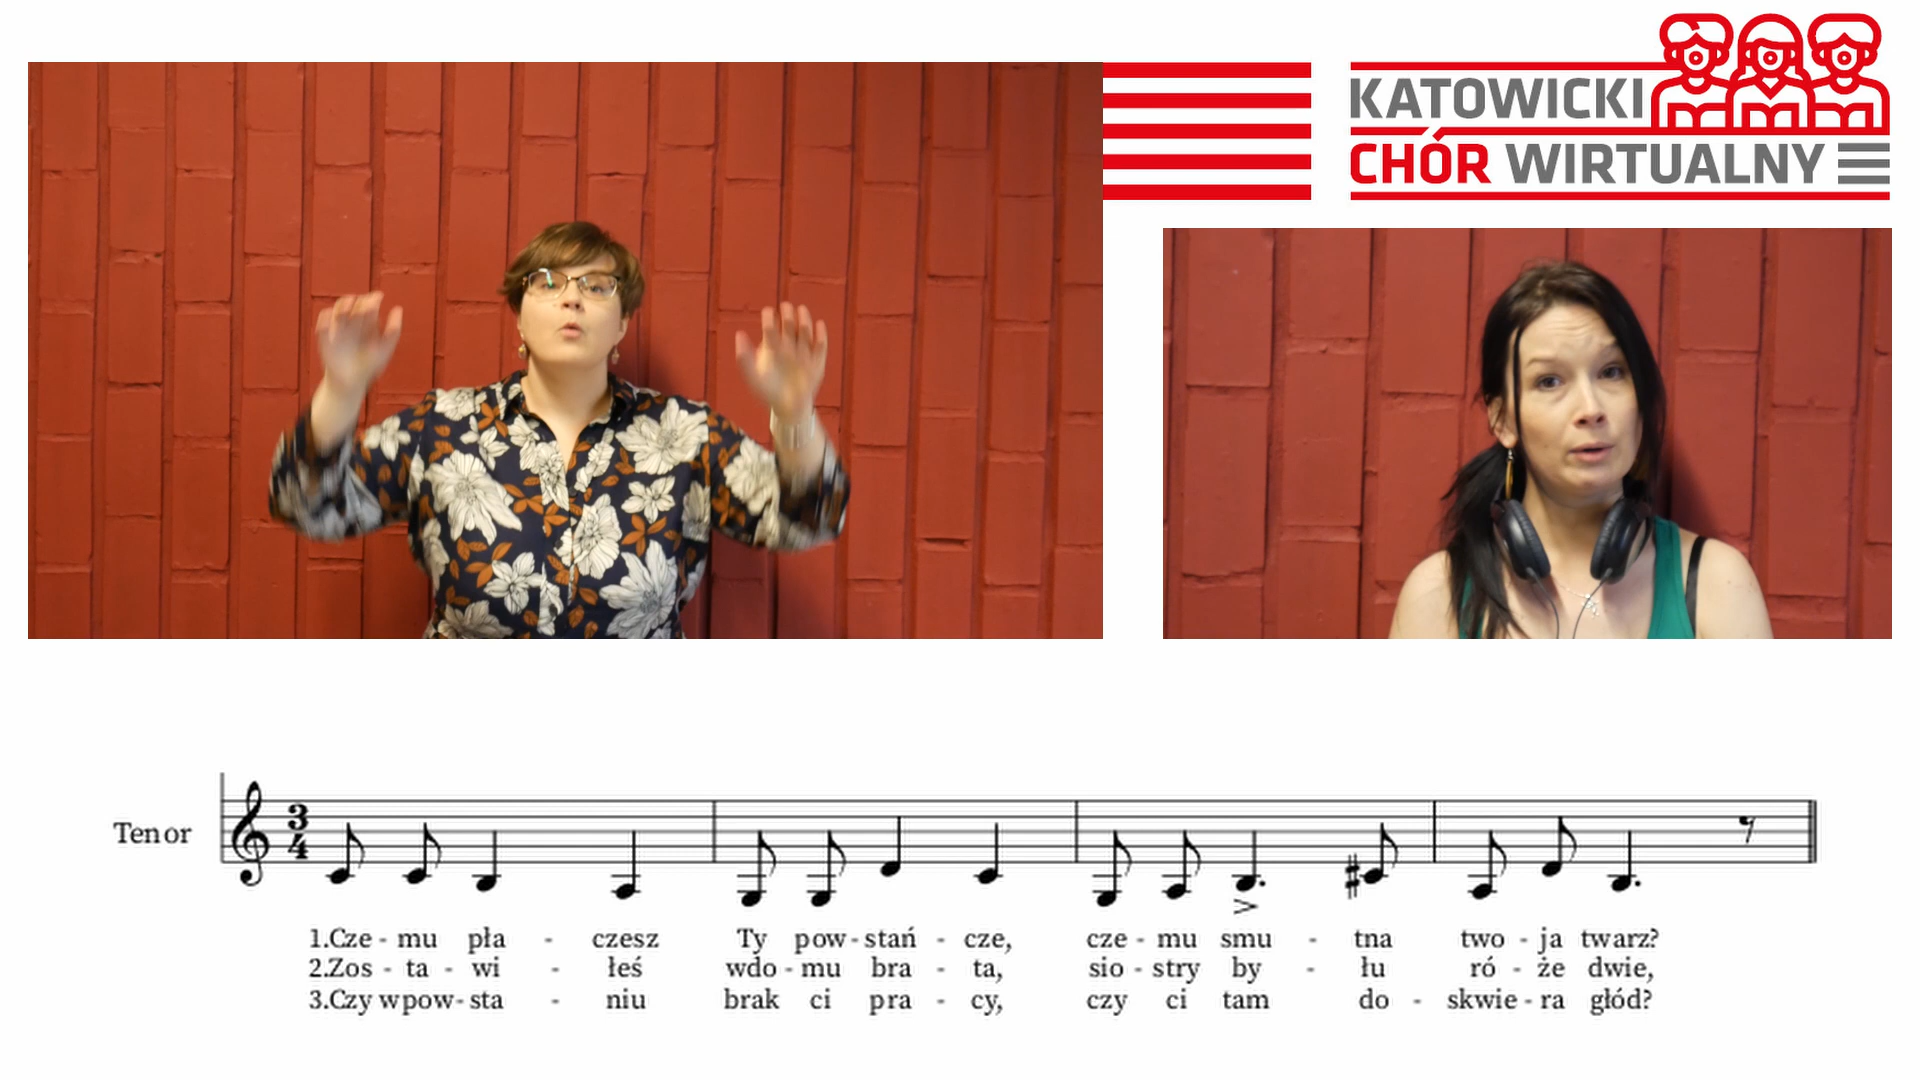 KATOWICKI
CHÓR WIRTUALNY
Tenor
3
4
1.Cze - mu pła - czesz Ty pow - stań - cze, cze - mu smu - tna two - ja twarz?
2.Zos - ta - wi - łeś wdo - mu bra - ta, sio - stry by - łu ró - że dwie,
3.Czy wpow - sta - niu brak ci pra - cy, czy ci tam do - skwie - ra głód?